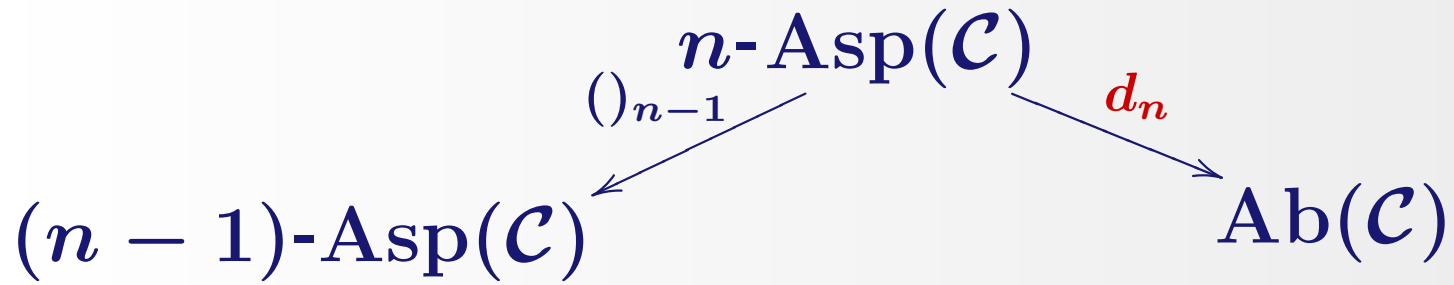 n-Asp(𝒞)
()ₙ₋₁
dₙ
(n − 1)-Asp(𝒞)
Ab(𝒞)